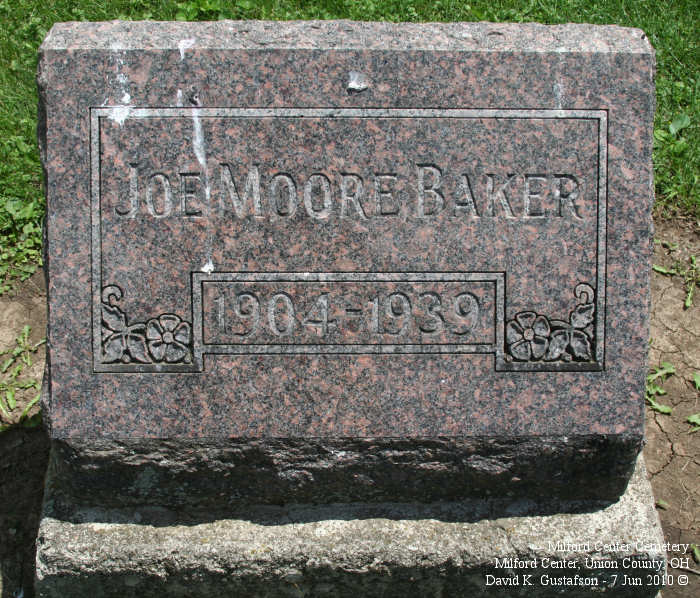 JOE MOORE BAKER
1904-1939
Milford Center Cemetery
Milford Center, Union County, OH
David K. Gustafson - 7 Jun 2010 ©